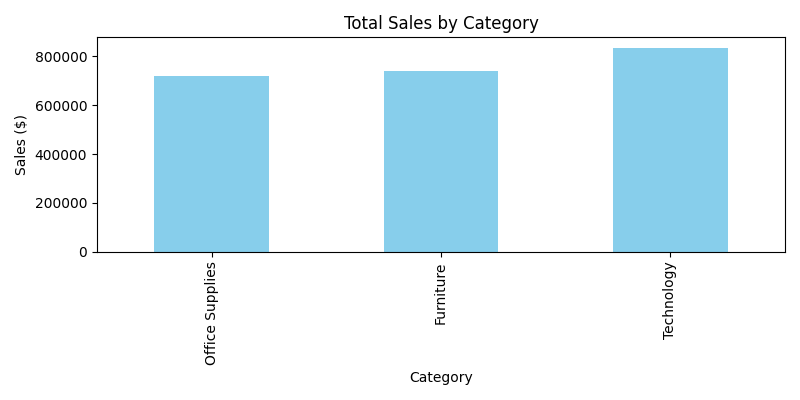 Total Sales by Category
Sales ($)
800000
600000
400000
200000
0
Office Supplies
Furniture
Technology
Category